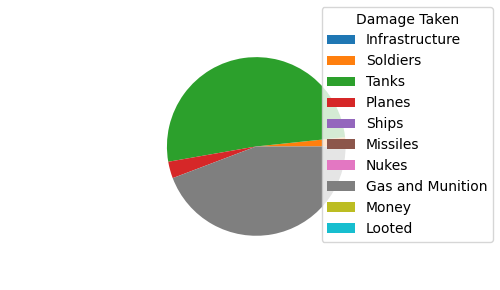 Damage Taken
Infrastructure
Soldiers
Tanks
Planes
Ships
Missiles
Nukes
Gas and Munition
Money
Looted